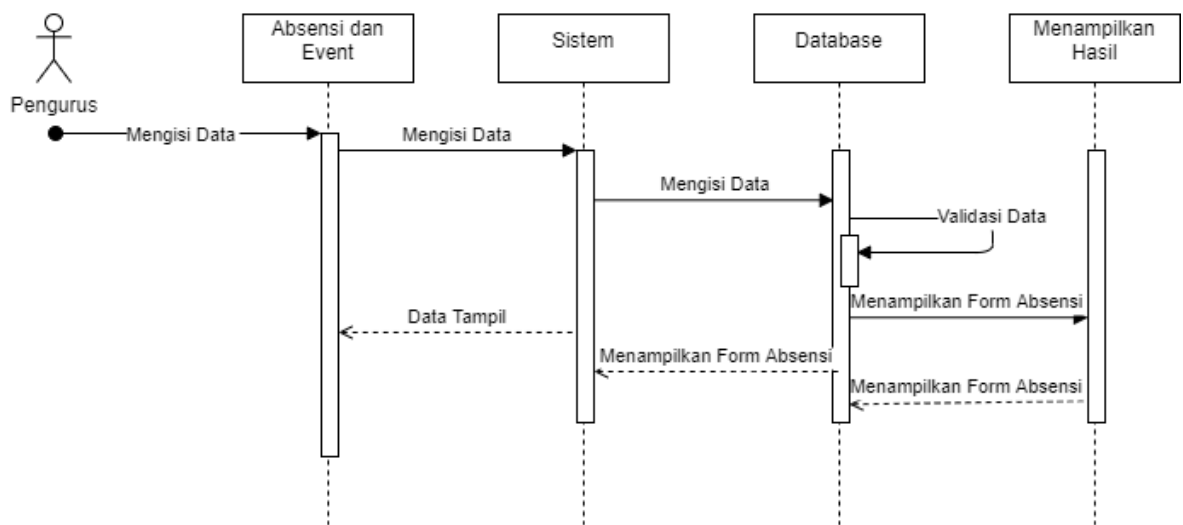 Absensi dan
Event
Sistem
Database
Menampilkan
Hasil
Pengurus
Mengisi Data
Mengisi Data
Mengisi Data
Validasi Data
Menampilkan Form Absensi
Data Tampil
Menampilkan Form Absensi
Menampilkan Form Absensi